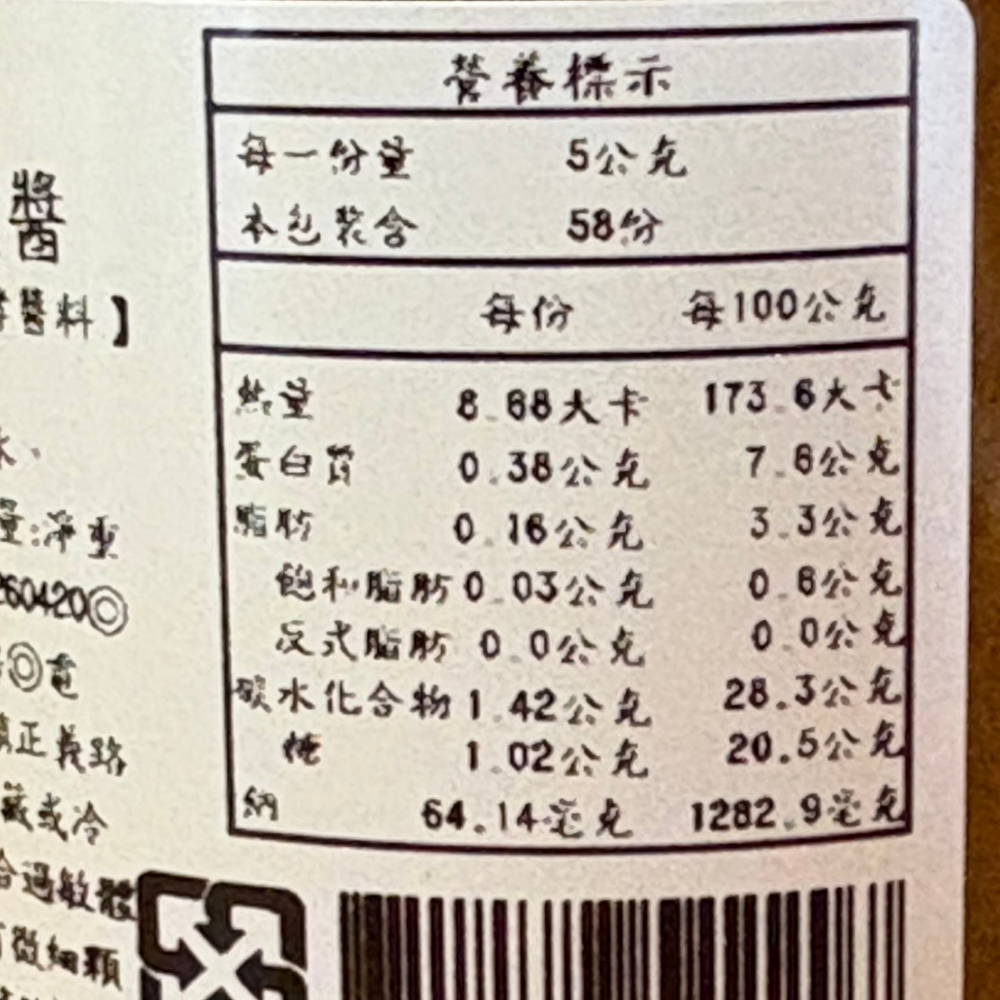 營養標示
每一份量 5公克
本包裝含 58份
每份 每100公克
熱量 8.68大卡 173.6大卡
蛋白質 0.38公克 7.6公克
脂肪 0.16公克 3.3公克
飽和脂肪 0.03公克 0.6公克
反式脂肪 0.0公克 0.0公克
碳水化合物 1.42公克 28.3公克
糖 1.02公克 20.5公克
鈉 64.14毫克 1282.9毫克
醬
醬料】
水、
量:淨重
260420◎
◎電
正義路
藏或冷
合過敏體
有微細顆